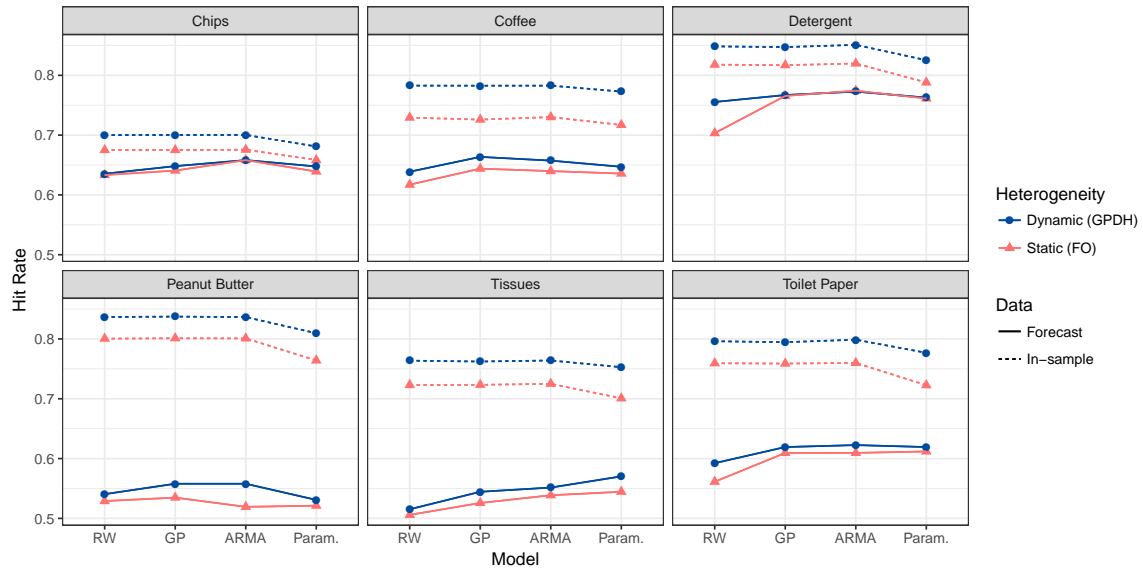 Chips
Coffee
Detergent
0.8
0.7
0.6
0.5
Peanut Butter
Tissues
Toilet Paper
0.8
0.7
0.6
0.5
Hit Rate
RW GP ARMA Param.
RW GP ARMA Param.
RW GP ARMA Param.
Model
Heterogeneity
Dynamic (GPDH)
Static (FO)
Data
Forecast
In−sample